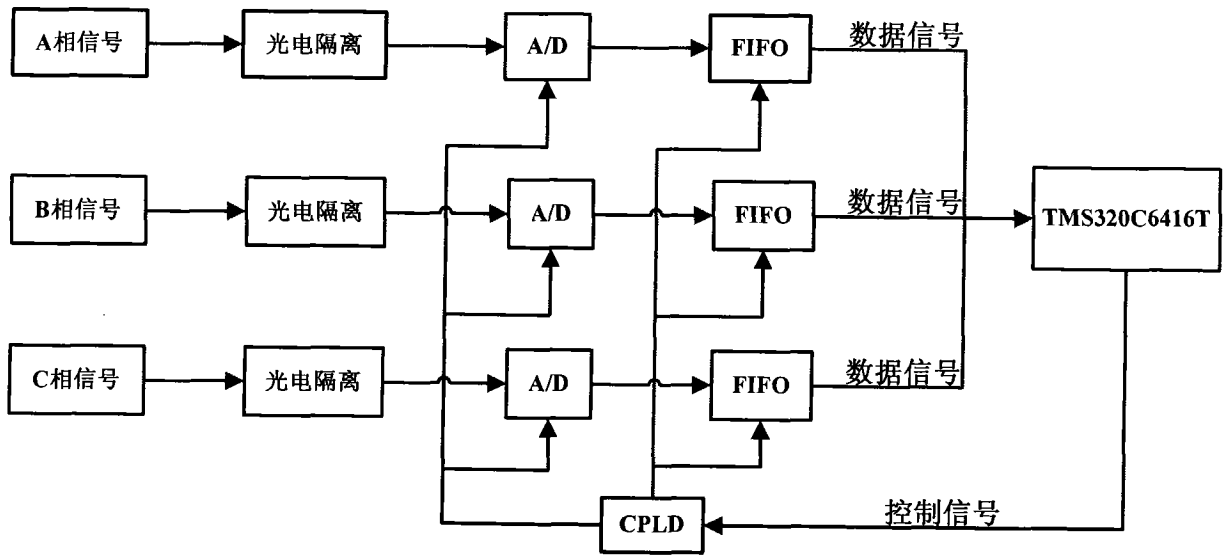 A相信号
光电隔离
A/D
FIFO
数据信号
B相信号
光电隔离
A/D
FIFO
数据信号
TMS320C6416T
C相信号
光电隔离
A/D
FIFO
数据信号
CPLD
控制信号